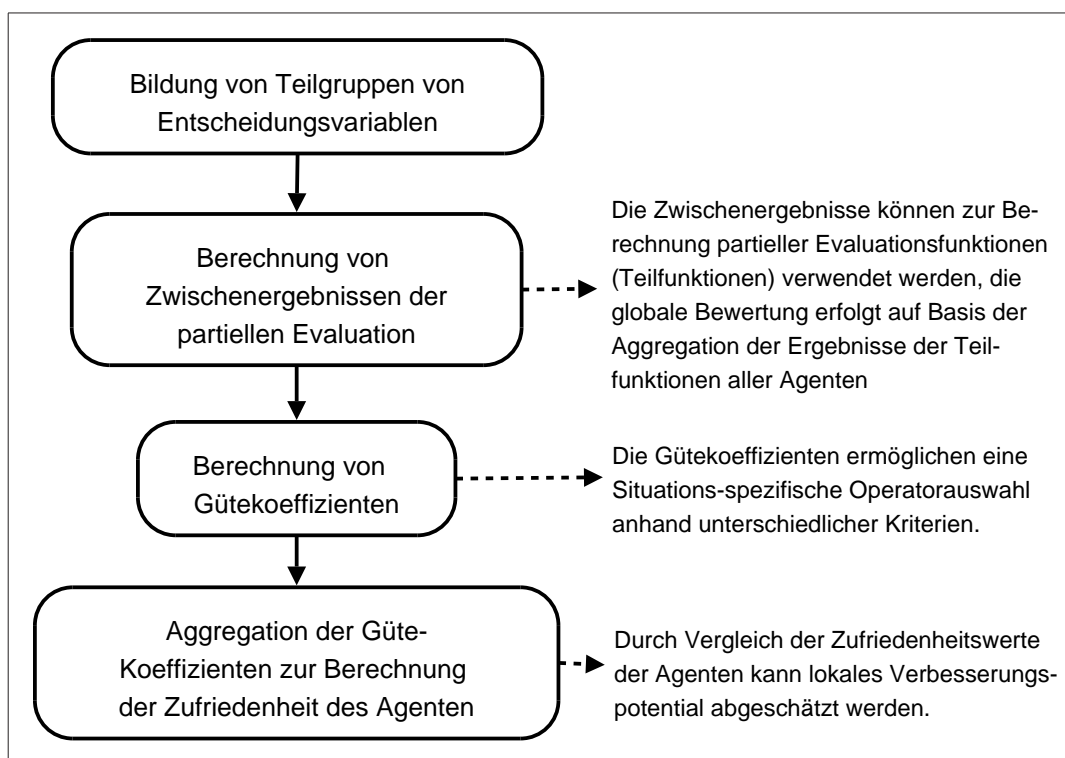 Bildung von Teilgruppen von
Entscheidungsvariablen
Berechnung von
Zwischenergebnissen der
partiellen Evaluation
Die Zwischenergebnisse können zur Be-
rechnung partieller Evaluationsfunktionen
(Teilfunktionen) verwendet werden, die
globale Bewertung erfolgt auf Basis der
Aggregation der Ergebnisse der Teil-
funktionen aller Agenten
Berechnung von
Gütekoeffizienten
Die Gütekoeffizienten ermöglichen eine
Situations-spezifische Operatorauswahl
anhand unterschiedlicher Kriterien.
Aggregation der Güte-
Koeffizienten zur Berechnung
der Zufriedenheit des Agenten
Durch Vergleich der Zufriedenheitswerte
der Agenten kann lokales Verbesserungs-
potential abgeschätzt werden.